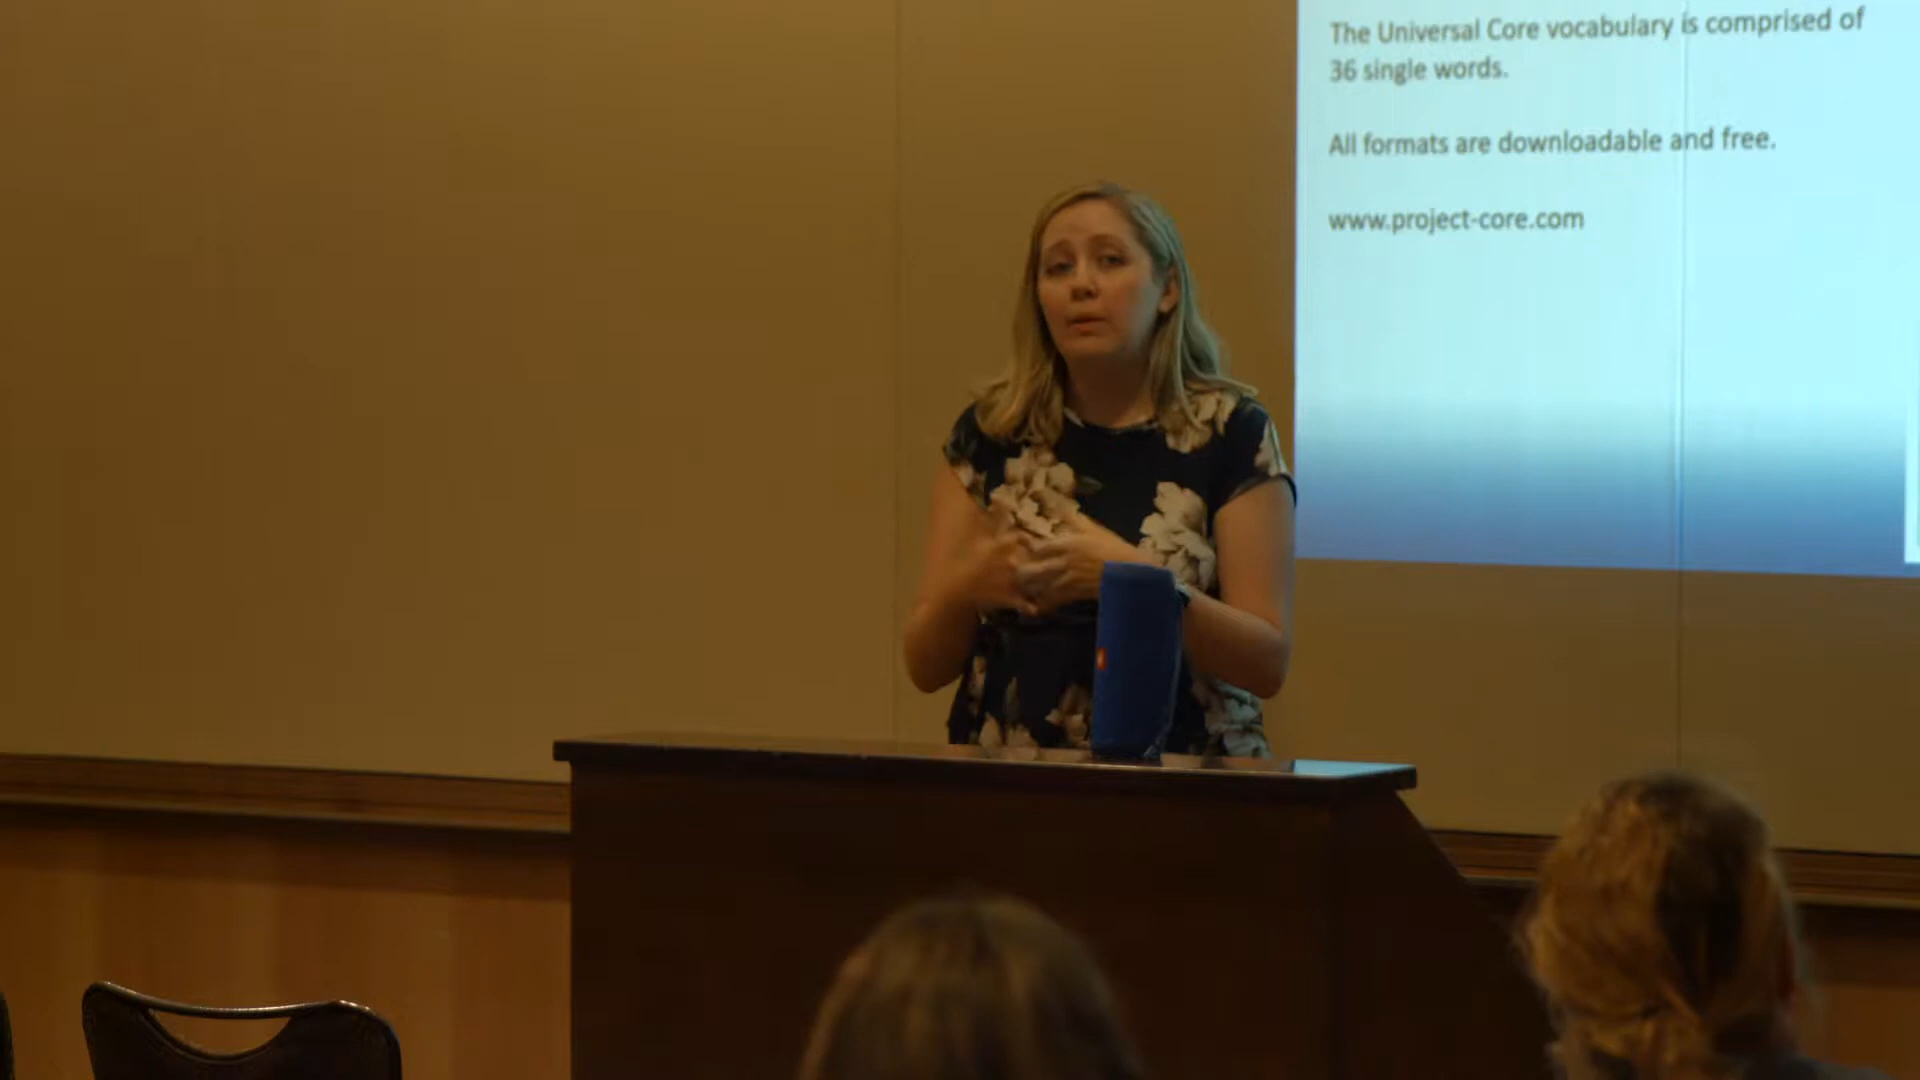 The Universal Core vocabulary is comprised of
36 single words.
All formats are downloadable and free.
www.project-core.com